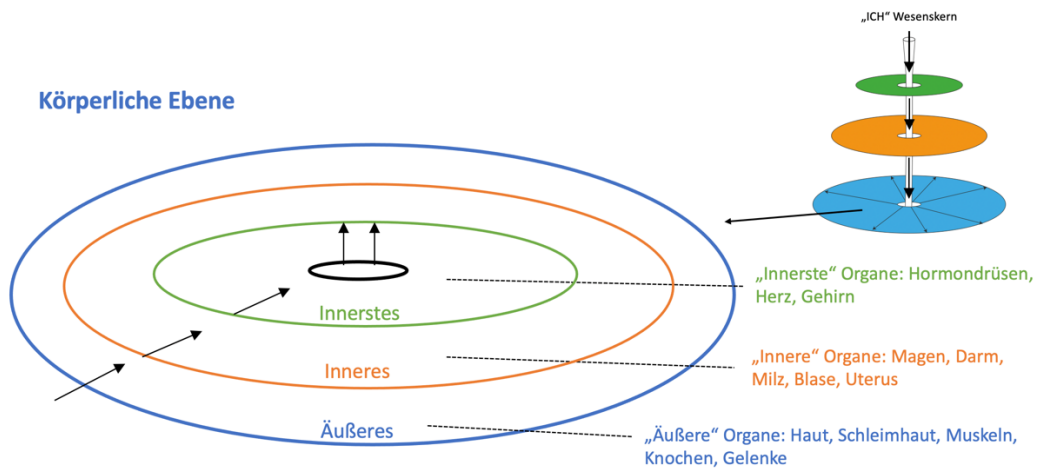 „ICH“ Wesenskern
Körperliche Ebene
Innerstes
Inneres
Äußeres
„Innerste“ Organe: Hormondrüsen,
Herz, Gehirn
„Innere“ Organe: Magen, Darm,
Milz, Blase, Uterus
„Äußere“ Organe: Haut, Schleimhaut, Muskeln,
Knochen, Gelenke